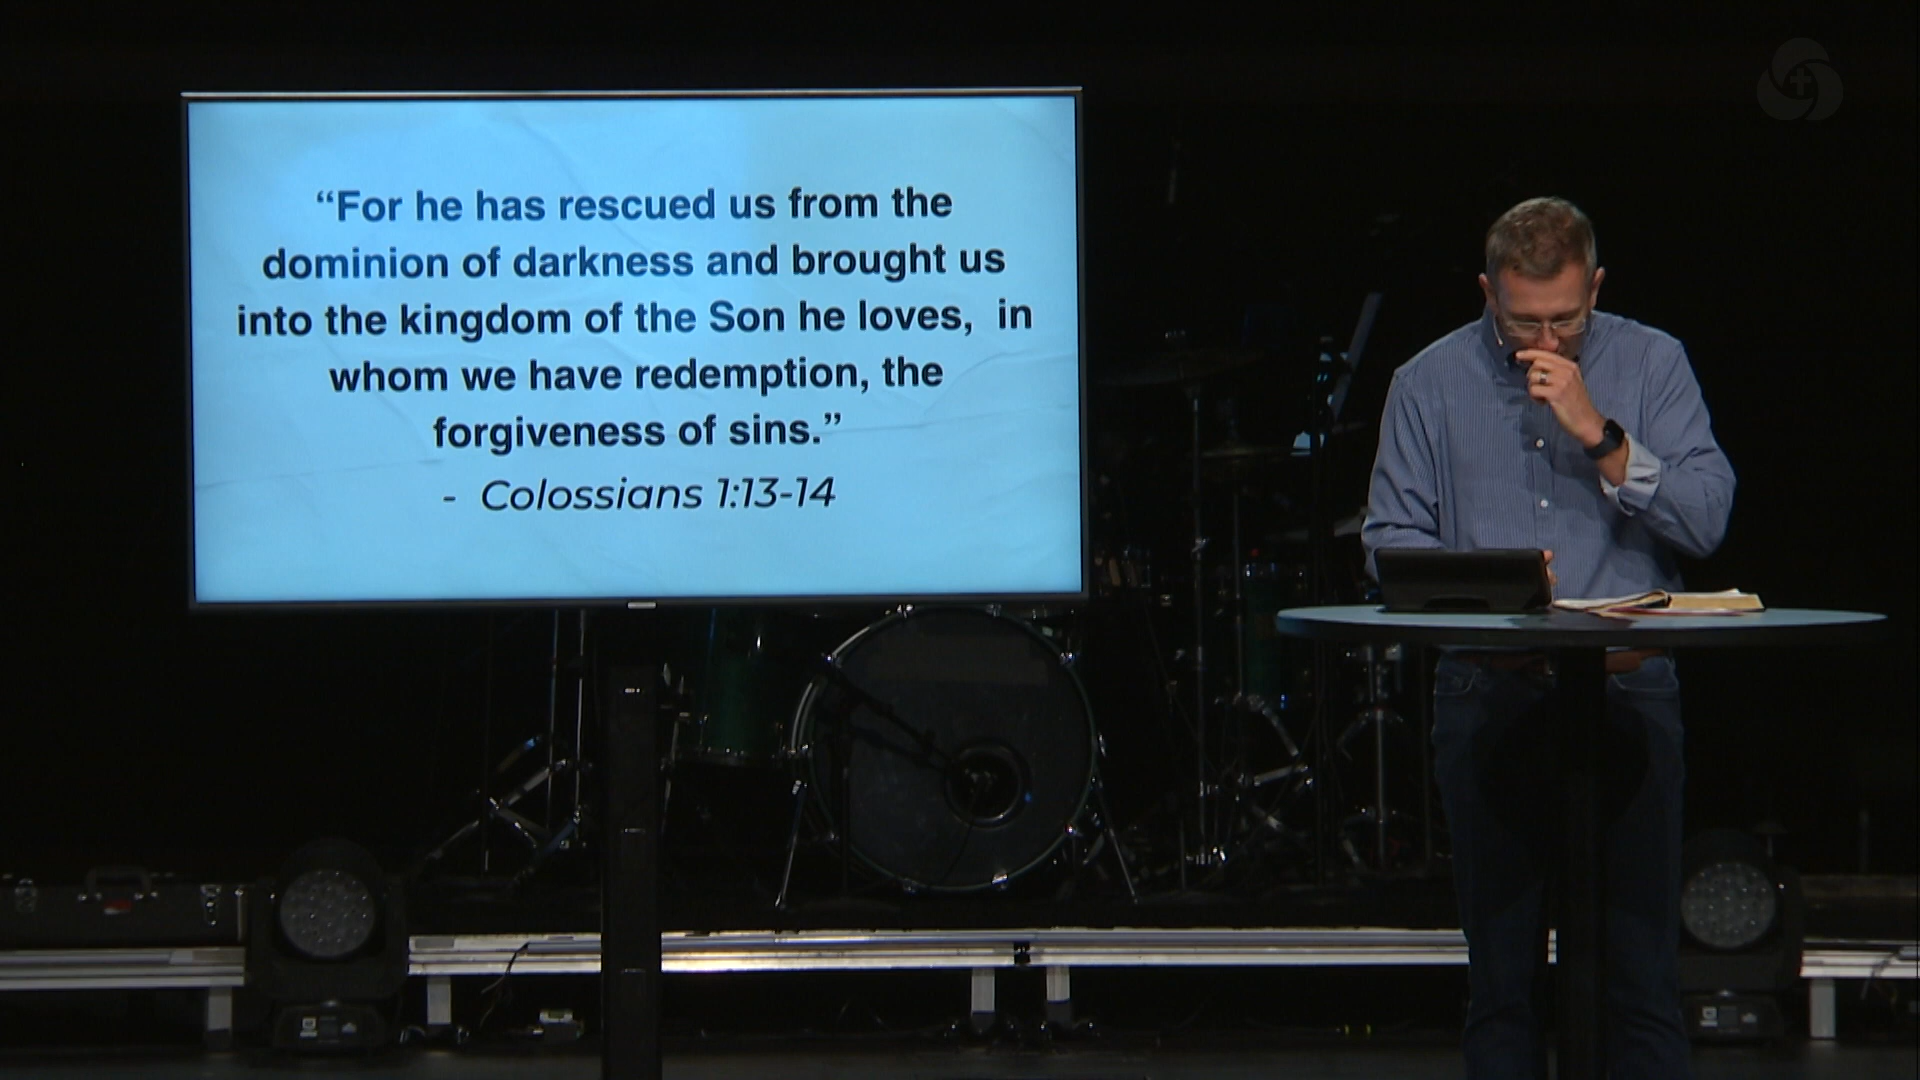 “For he has rescued us from the
dominion of darkness and brought us
into the kingdom of the Son he loves,  in
whom we have redemption, the
forgiveness of sins.”
-  Colossians 1:13-14